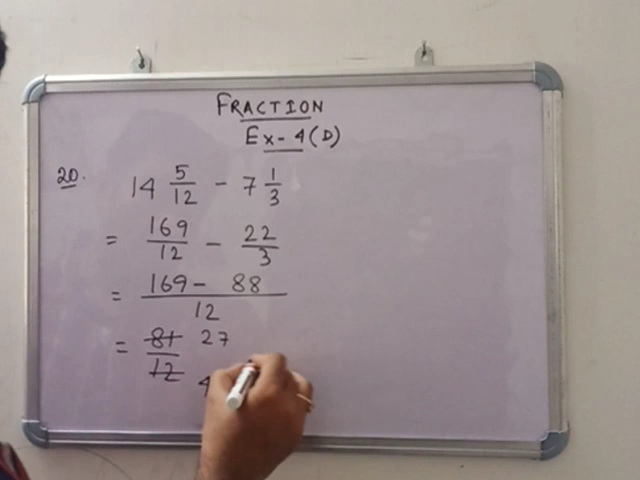 FRACTION
Ex-4(D)
20. 14 5/12 - 7 1/3
= 169/12 - 22/3
= 169 - 88 / 12
= 81/12 27 4